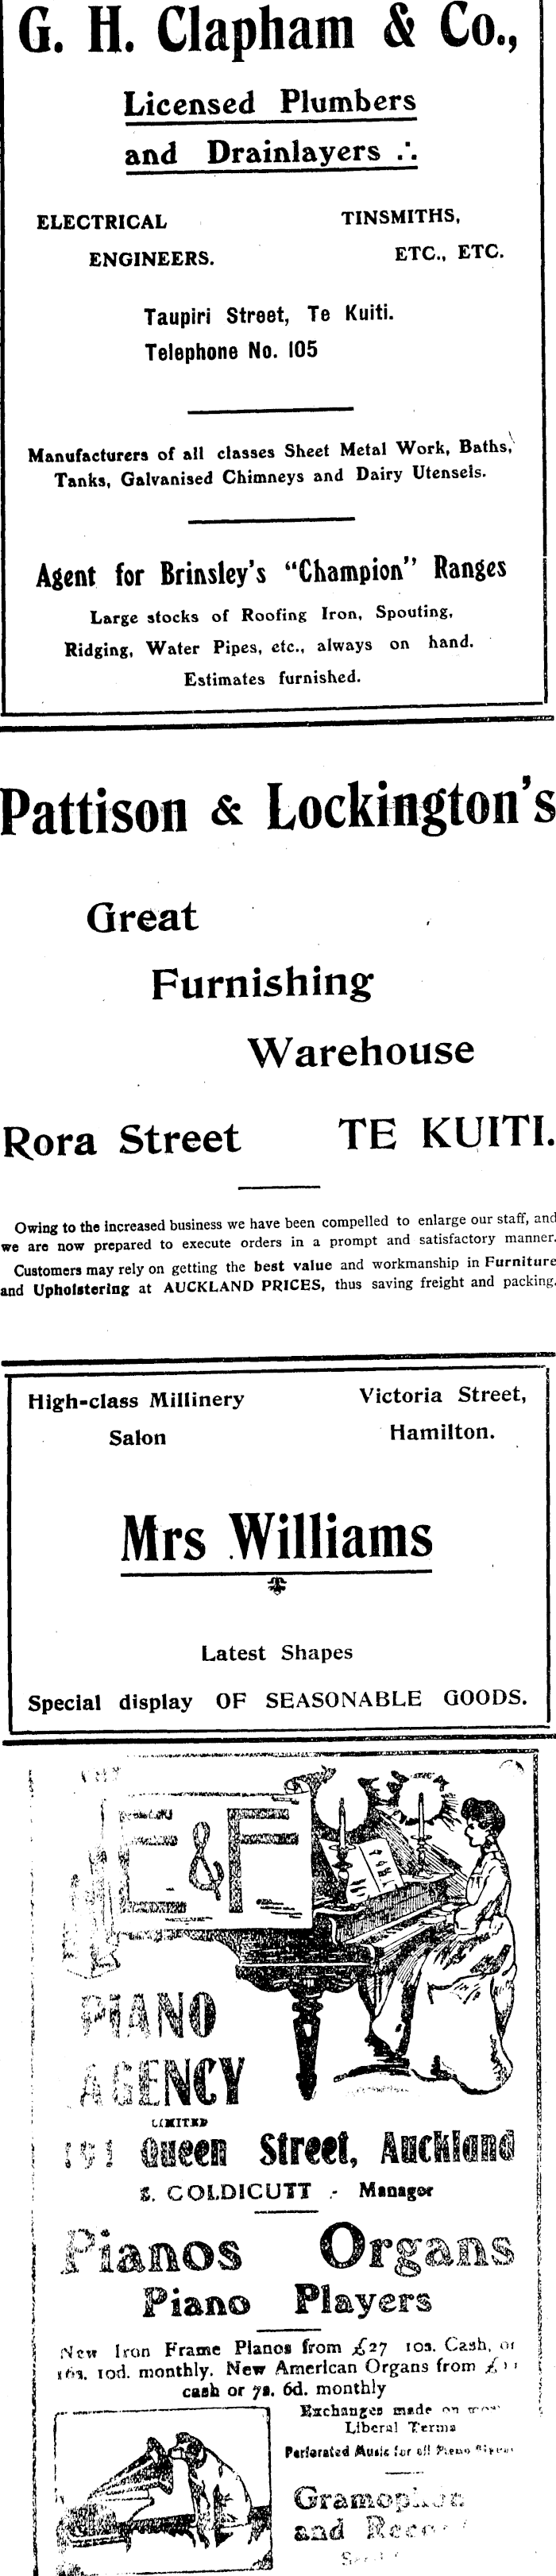 G. H. Clapham & Co.,
Licensed Plumbers
and Drainlayers ∴
ELECTRICAL
ENGINEERS.
TINSMITHS,
ETC., ETC.
Taupiri Street, Te Kuiti.
Telephone No. 105
Manufacturers of all classes Sheet Metal Work, Baths,
Tanks, Galvanised Chimneys and Dairy Utensels.
Agent for Brinsley's "Champion" Ranges
Large stocks of Roofing Iron, Spouting,
Ridging, Water Pipes, etc., always on hand.
Estimates furnished.
Pattison & Lockington's
Great
Furnishing
Warehouse
Rora Street TE KUITI.
Owing to the increased business we have been compelled to enlarge our staff, and
we are now prepared to execute orders in a prompt and satisfactory manner.
Customers may rely on getting the best value and workmanship in Furniture
and Upholstering at AUCKLAND PRICES, thus saving freight and packing.
High-class Millinery
Salon
Victoria Street,
Hamilton.
Mrs Williams
Latest Shapes
Special display OF SEASONABLE GOODS.
E & F
PIANO
AGENCY
LIMITED
191 Queen Street, Auckland
S. COLDICUTT - Manager
Pianos Organs
Piano Players
New Iron Frame Pianos from £27 10s. Cash, or
16s. 10d. monthly. New American Organs from
cash or 7s. 6d. monthly
Exchanges made on most
Liberal Terms
Perforated Music for all Piano
Gramophon
and